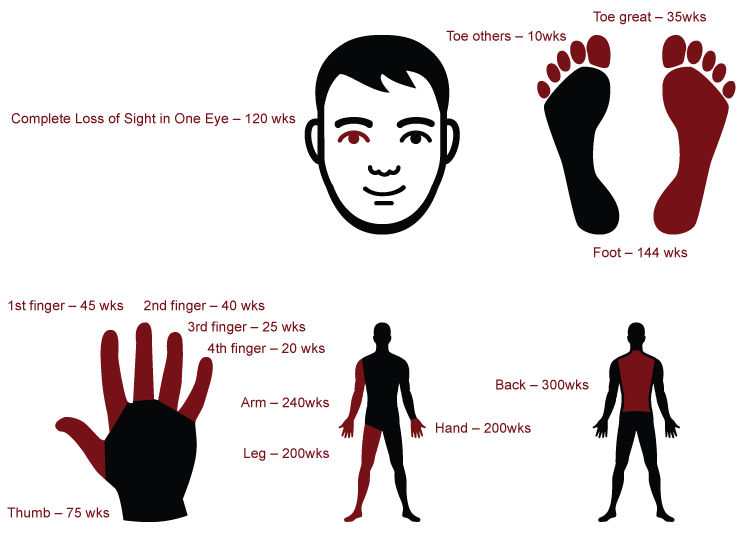 Toe great – 35wks
Toe others – 10wks
Complete Loss of Sight in One Eye – 120 wks
Foot – 144 wks
1st finger – 45 wks
2nd finger – 40 wks
3rd finger – 25 wks
4th finger – 20 wks
Back – 300wks
Arm – 240wks
Hand – 200wks
Leg – 200wks
Thumb – 75 wks